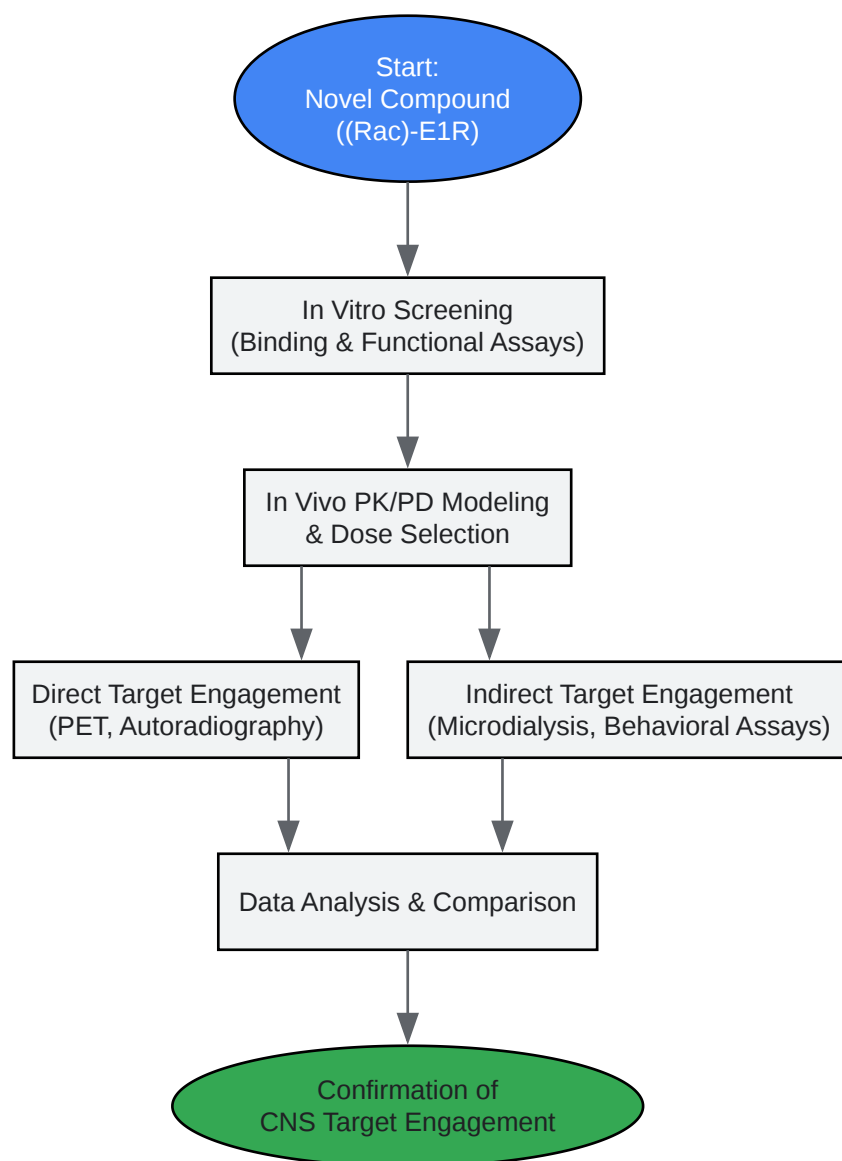 Start:
Novel Compound
((Rac)-E1R)
In Vitro Screening
(Binding & Functional Assays)
In Vivo PK/PD Modeling
& Dose Selection
Direct Target Engagement
(PET, Autoradiography)
Indirect Target Engagement
(Microdialysis, Behavioral Assays)
Data Analysis & Comparison
Confirmation of
CNS Target Engagement